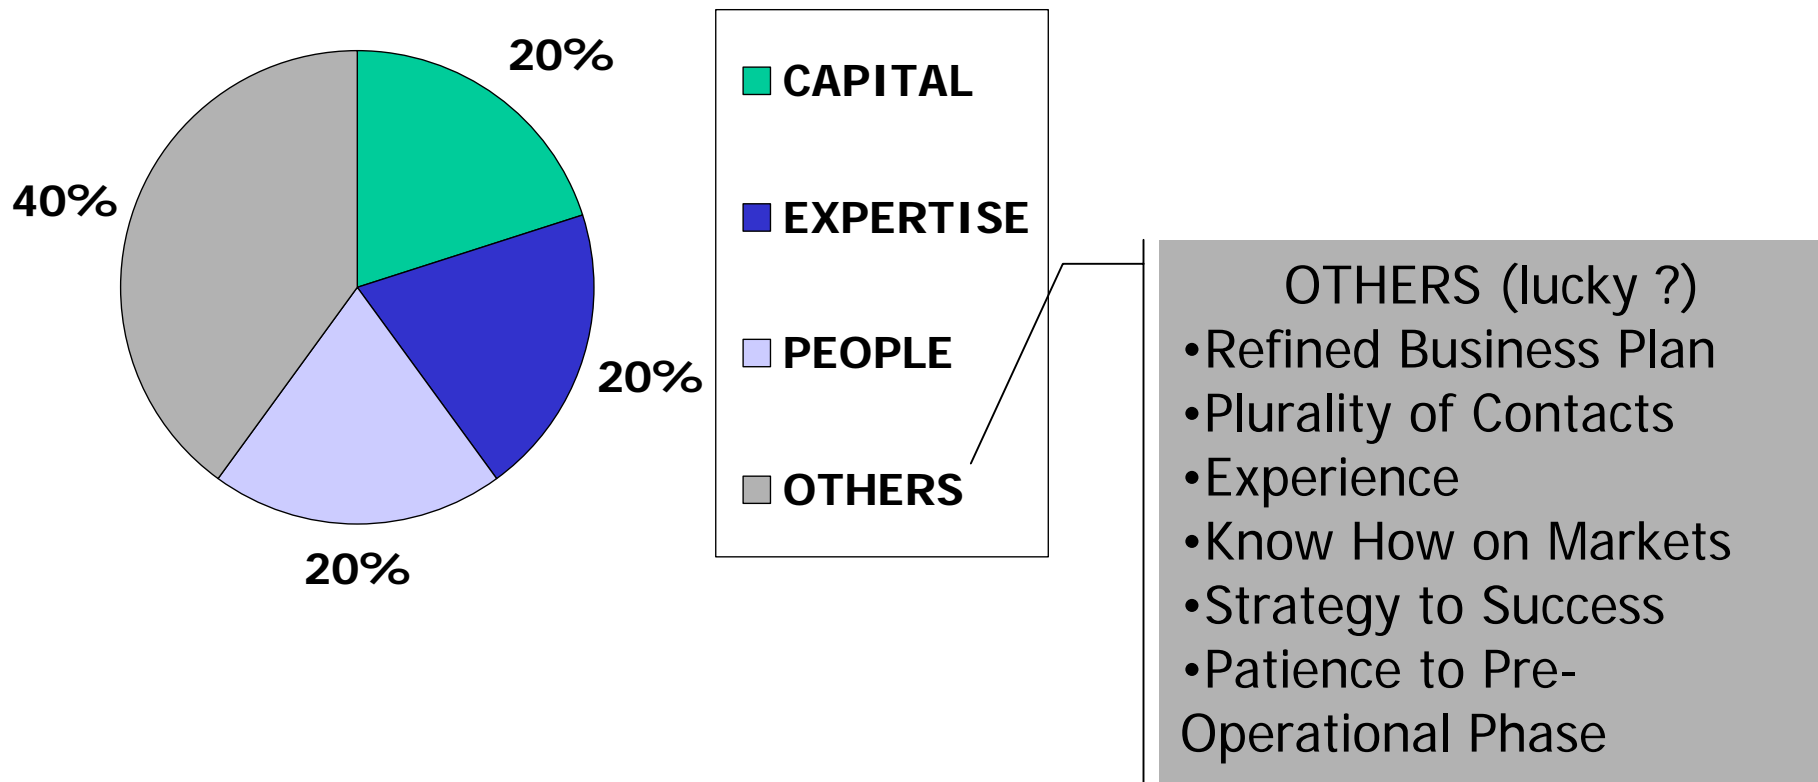 20%
40%
20%
20%
CAPITAL
EXPERTISE
PEOPLE
OTHERS
OTHERS (lucky ?)
•Refined Business Plan
•Plurality of Contacts
•Experience
•Know How on Markets
•Strategy to Success
•Patience to Pre-
Operational Phase